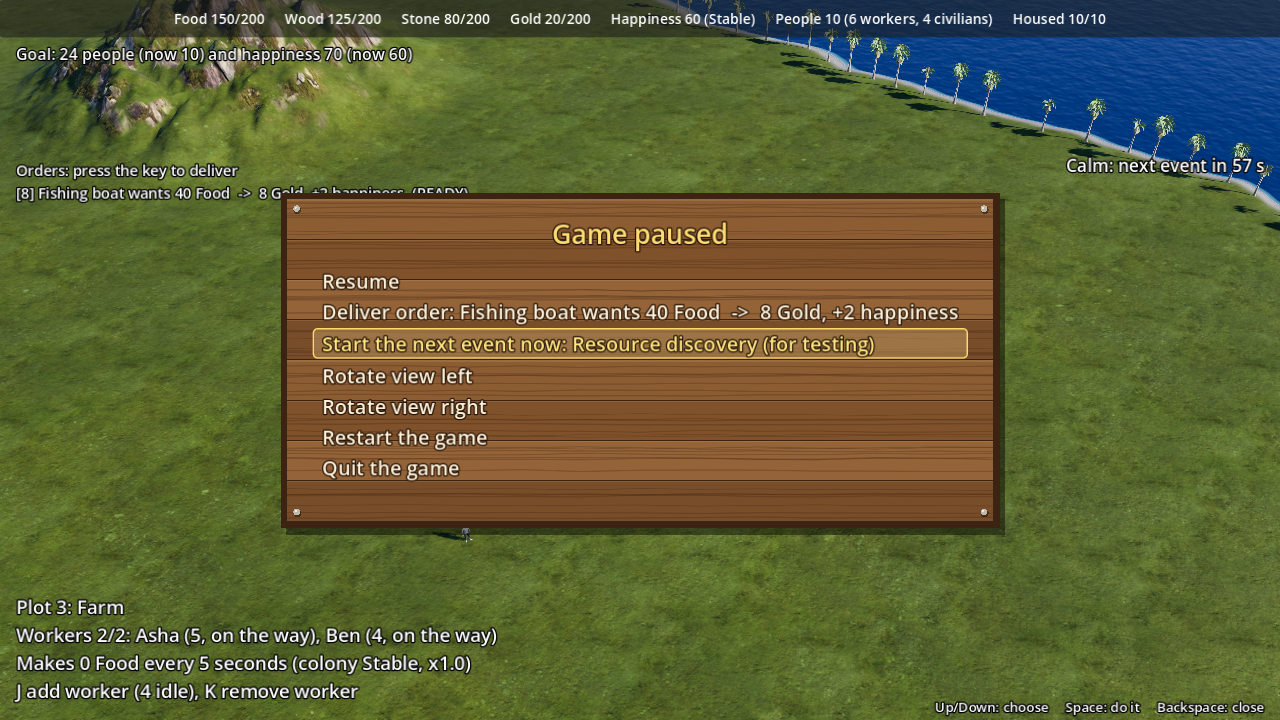 Food 150/200 Wood 125/200 Stone 80/200 Gold 20/200 Happiness 60 (Stable) People 10 (6 workers, 4 civilians) Housed 10/10
Goal: 24 people (now 10) and happiness 70 (now 60)
Orders: press the key to deliver
Calm: next event in 57 s
[8] Fishing boat wants 40 Food -> 8 Gold, +2 happiness (READY)
Game paused
Resume
Deliver order: Fishing boat wants 40 Food -> 8 Gold, +2 happiness
Start the next event now: Resource discovery (for testing)
Rotate view left
Rotate view right
Restart the game
Quit the game
Plot 3: Farm
Workers 2/2: Asha (5, on the way), Ben (4, on the way)
Makes 0 Food every 5 seconds (colony Stable, x1.0)
J add worker (4 idle), K remove worker
Up/Down: choose Space: do it Backspace: close